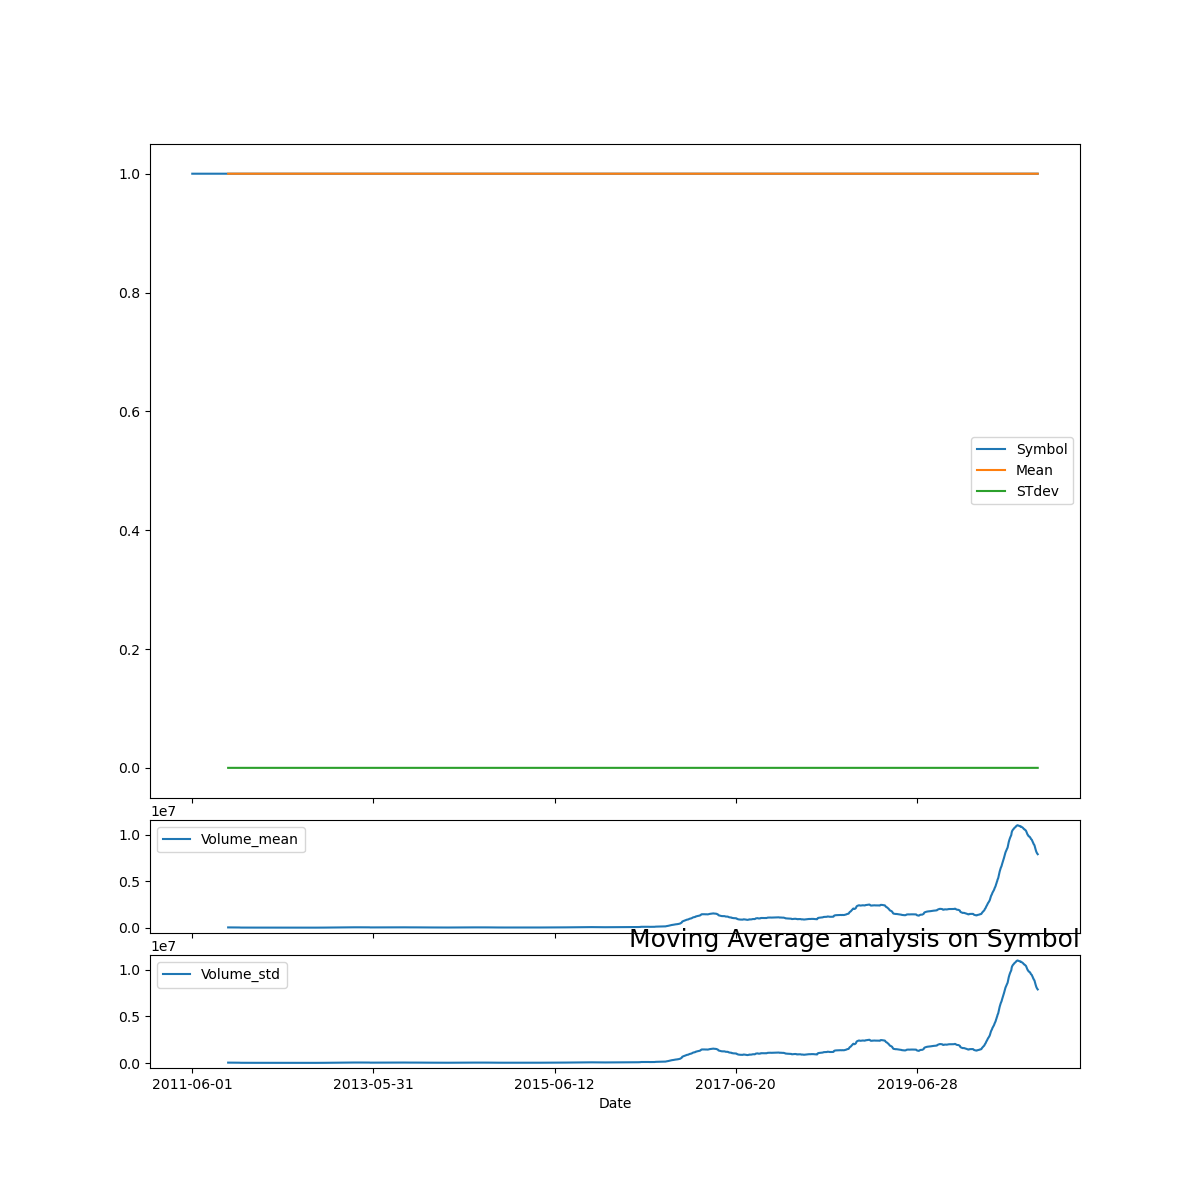 1.0
0.8
0.6
0.4
0.2
0.0
Symbol
Mean
STdev
1e7
1.0
0.5
0.0
Volume_mean
Moving Average analysis on Symbol
1e7
1.0
0.5
0.0
Volume_std
2011-06-01 2013-05-31 2015-06-12 2017-06-20 2019-06-28
Date